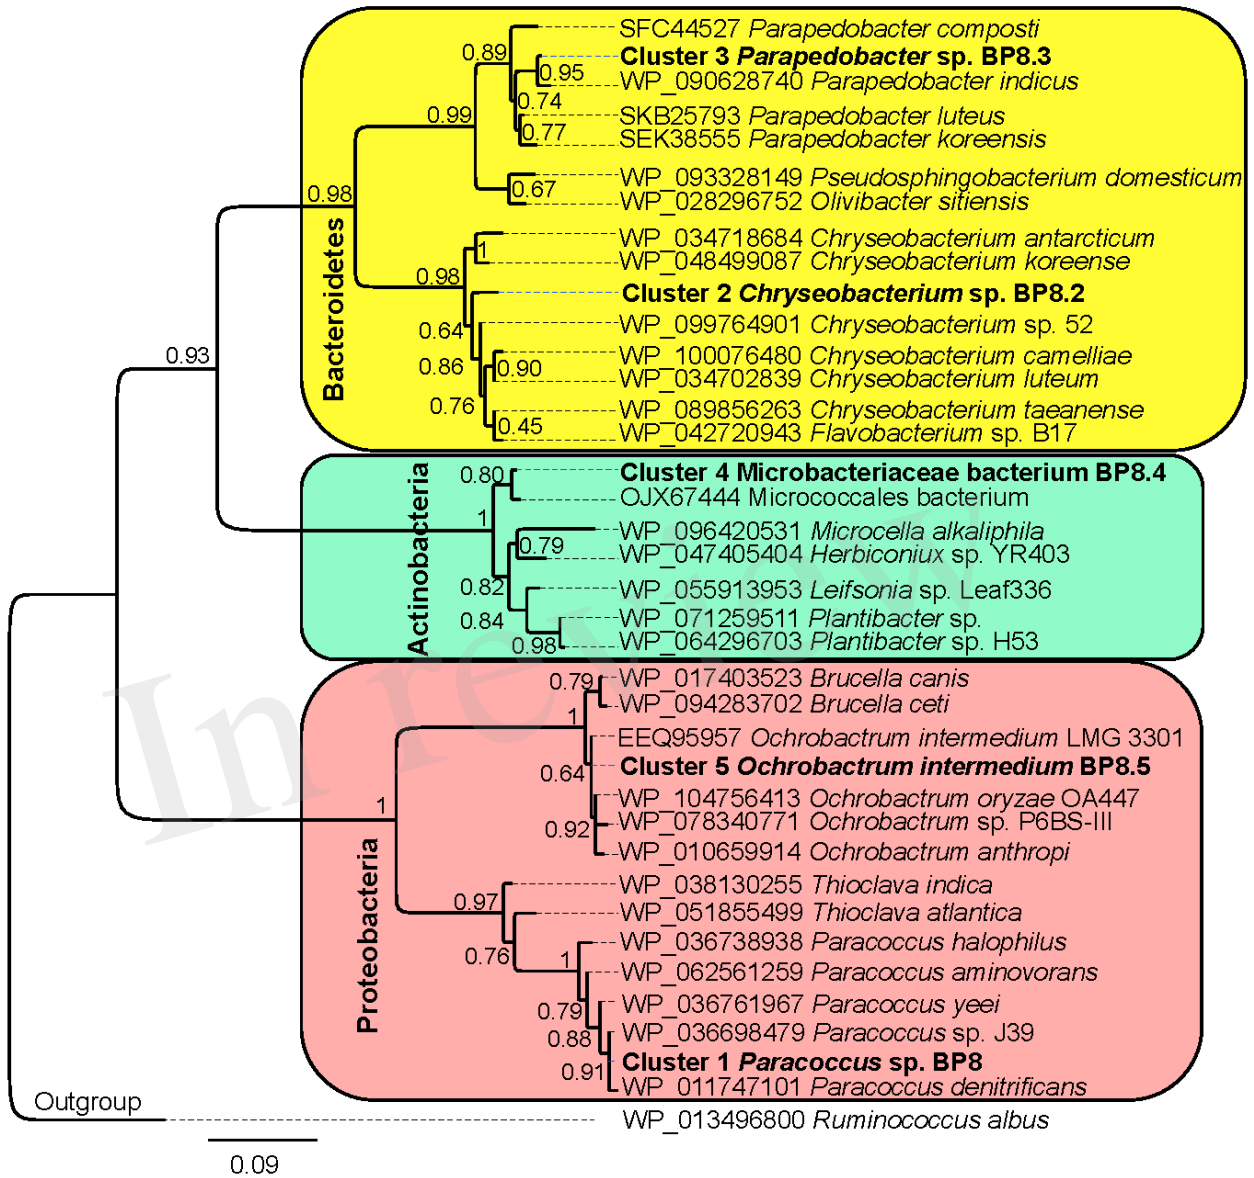 SFC44527 Parapedobacter composti
0.89
Cluster 3 Parapedobacter sp. BP8.3
0.95
WP_090628740 Parapedobacter indicus
0.74
0.99
SKB25793 Parapedobacter luteus
0.77
SEK38555 Parapedobacter koreensis
WP_093328149 Pseudosphingobacterium domesticum
0.98
0.67
WP_028296752 Olivibacter sitiensis
Bacteroidetes
WP_034718684 Chryseobacterium antarcticum
1
WP_048499087 Chryseobacterium koreense
0.98
Cluster 2 Chryseobacterium sp. BP8.2
0.64
WP_099764901 Chryseobacterium sp. 52
0.93
WP_100076480 Chryseobacterium camelliae
0.86
0.90
WP_034702839 Chryseobacterium luteum
0.76
WP_089856263 Chryseobacterium taeanense
0.45
WP_042720943 Flavobacterium sp. B17
Actinobacteria
0.80
Cluster 4 Microbacteriaceae bacterium BP8.4
OJX67444 Micrococcales bacterium
1
WP_096420531 Microcella alkaliphila
0.79
WP_047405404 Herbiconiux sp. YR403
0.82
WP_055913953 Leifsonia sp. Leaf336
0.84
WP_071259511 Plantibacter sp.
0.98
WP_064296703 Plantibacter sp. H53
0.79
WP_017403523 Brucella canis
WP_094283702 Brucella ceti
1
EEQ95957 Ochrobactrum intermedium LMG 3301
0.64
Cluster 5 Ochrobactrum intermedium BP8.5
1
WP_104756413 Ochrobactrum oryzae OA447
0.92
WP_078340771 Ochrobactrum sp. P6BS-III
WP_010659914 Ochrobactrum anthropi
Proteobacteria
WP_038130255 Thioclava indica
0.97
WP_051855499 Thioclava atlantica
0.76
WP_036738938 Paracoccus halophilus
1
WP_062561259 Paracoccus aminovorans
0.79
WP_036761967 Paracoccus yeei
0.88
WP_036698479 Paracoccus sp. J39
0.91
Cluster 1 Paracoccus sp. BP8
WP_011747101 Paracoccus denitrificans
Outgroup
WP_013496800 Ruminococcus albus
0.09
In review